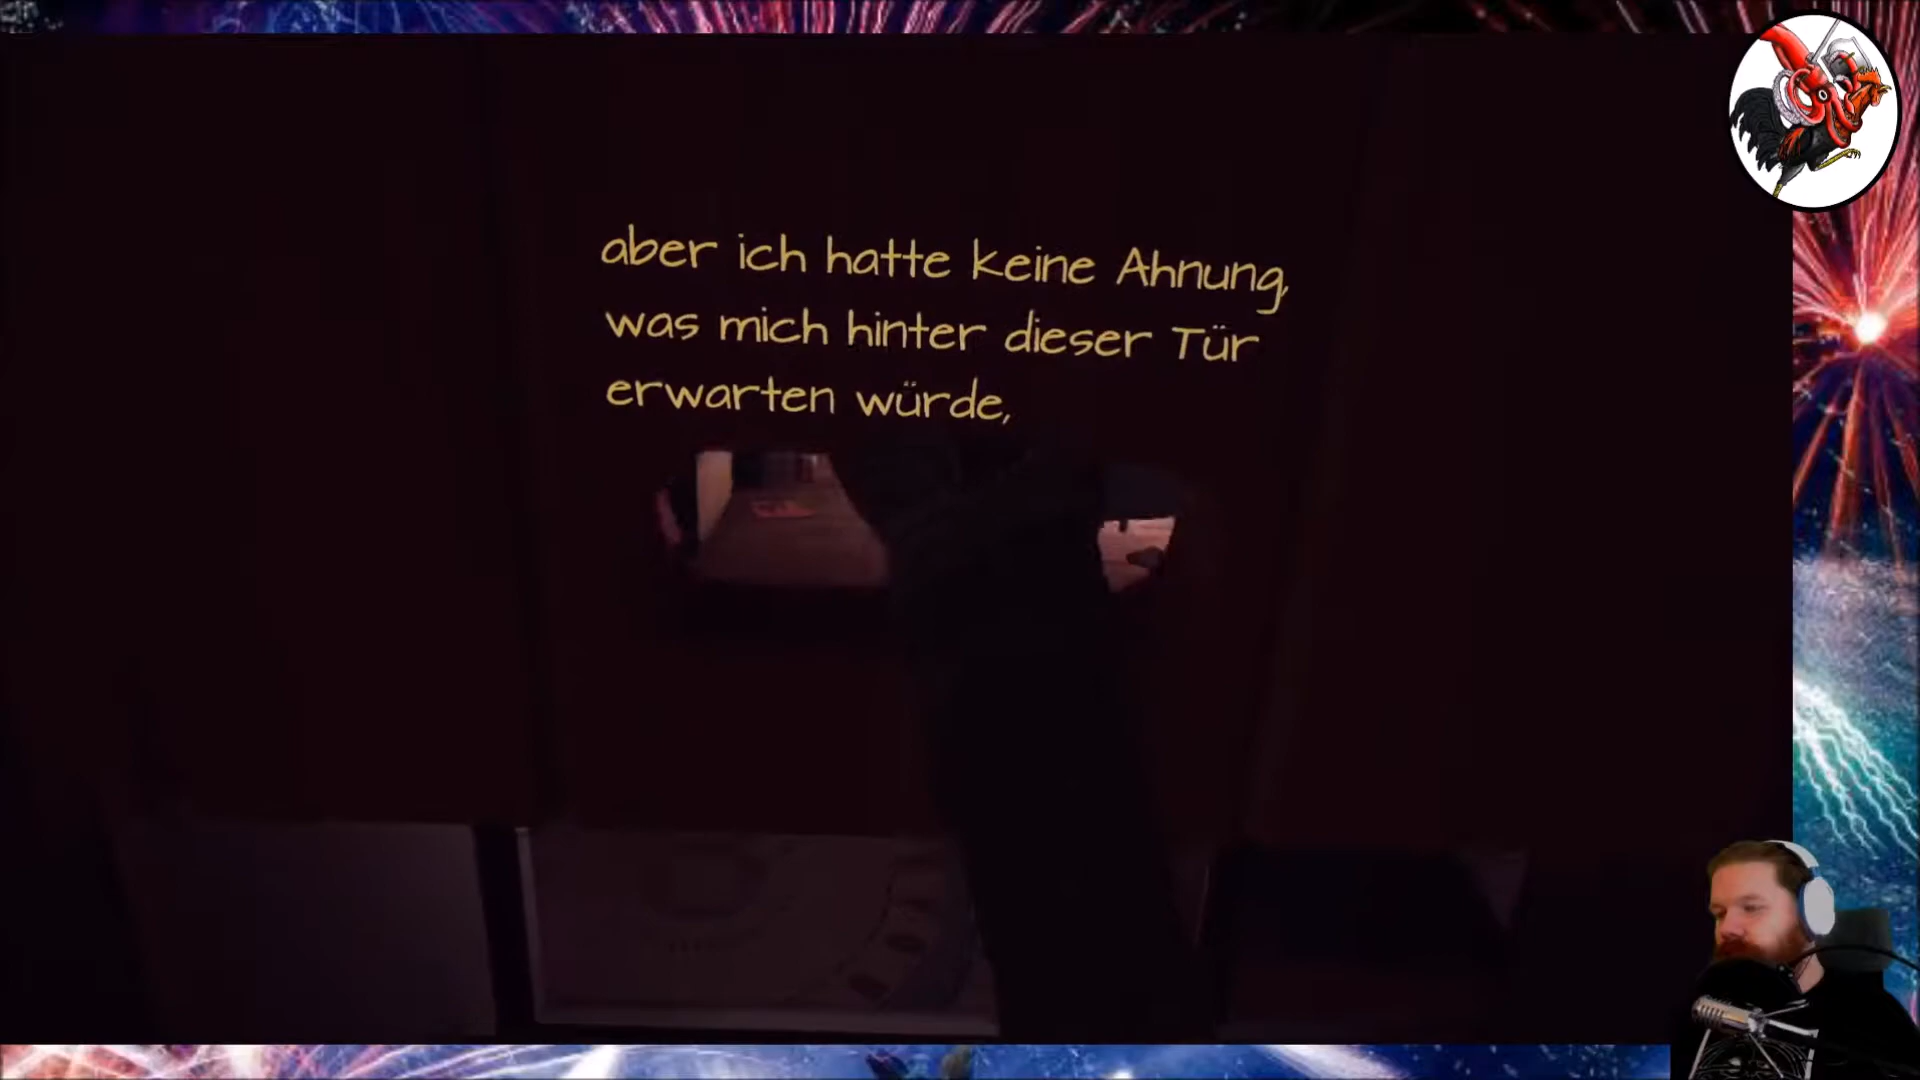 aber ich hatte keine Ahnung,
was mich hinter dieser Tür
erwarten würde,